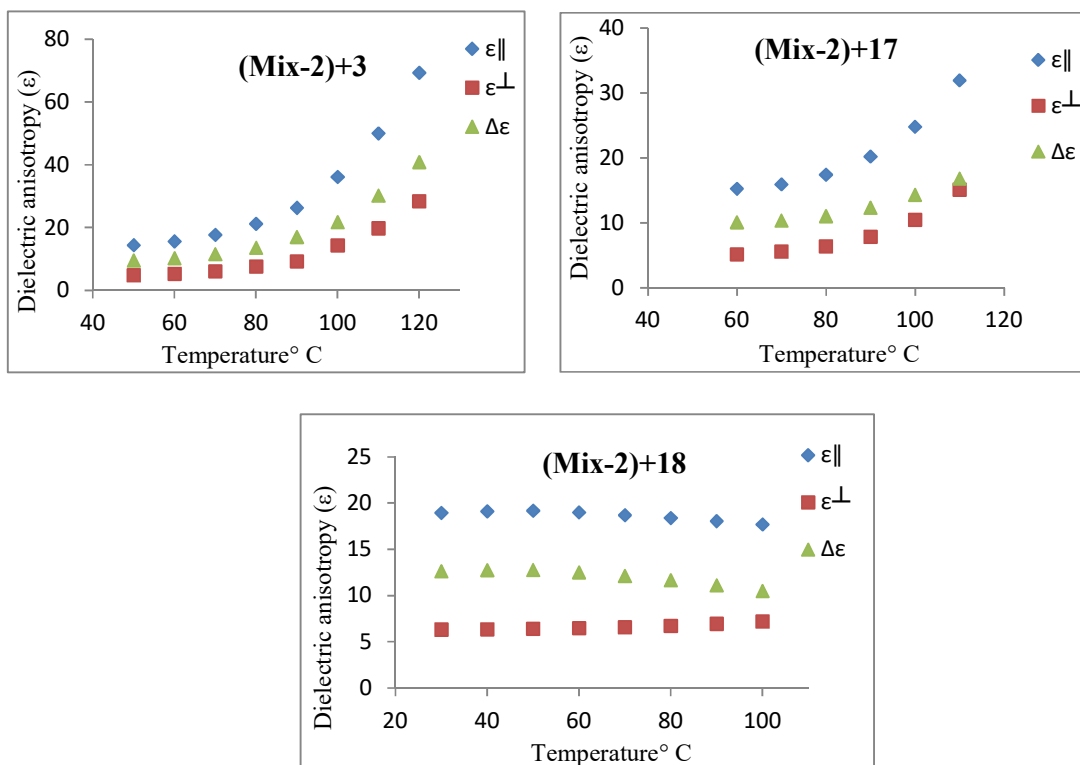 (Mix-2)+3
Dielectric anisotropy (ε)
80
60
40
20
0
40
60
80
100
120
Temperature° C
ε‖
ε┴
Δε
(Mix-2)+17
Dielectric anisotropy (ε)
40
30
20
10
0
40
60
80
100
120
Temperature° C
ε‖
ε┴
Δε
(Mix-2)+18
Dielectric anisotropy (ε)
25
20
15
10
5
0
20
40
60
80
100
Temperature° C
ε‖
ε┴
Δε